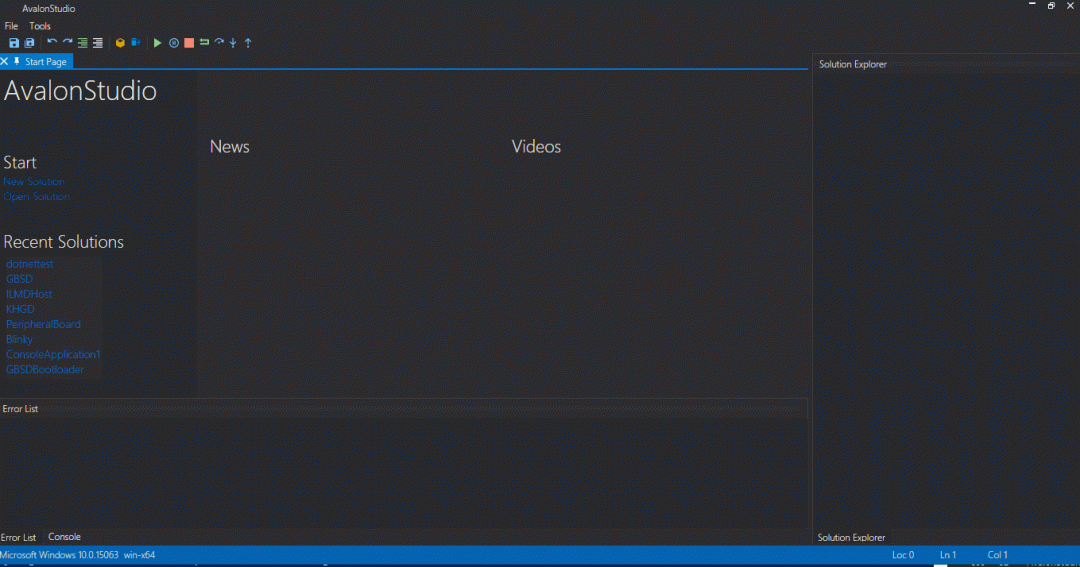 AvalonStudio
File Tools
Start Page
Solution Explorer
AvalonStudio
News
Videos
Start
New Solution
Open Solution
Recent Solutions
dotnettest
GBSD
ILMDHost
KHGD
PeripheralBoard
Blinky
ConsoleApplication1
GBSDBootloader
Error List
Error List Console
Solution Explorer
Microsoft Windows 10.0.15063 win-x64
Loc 0 Ln 1 Col 1